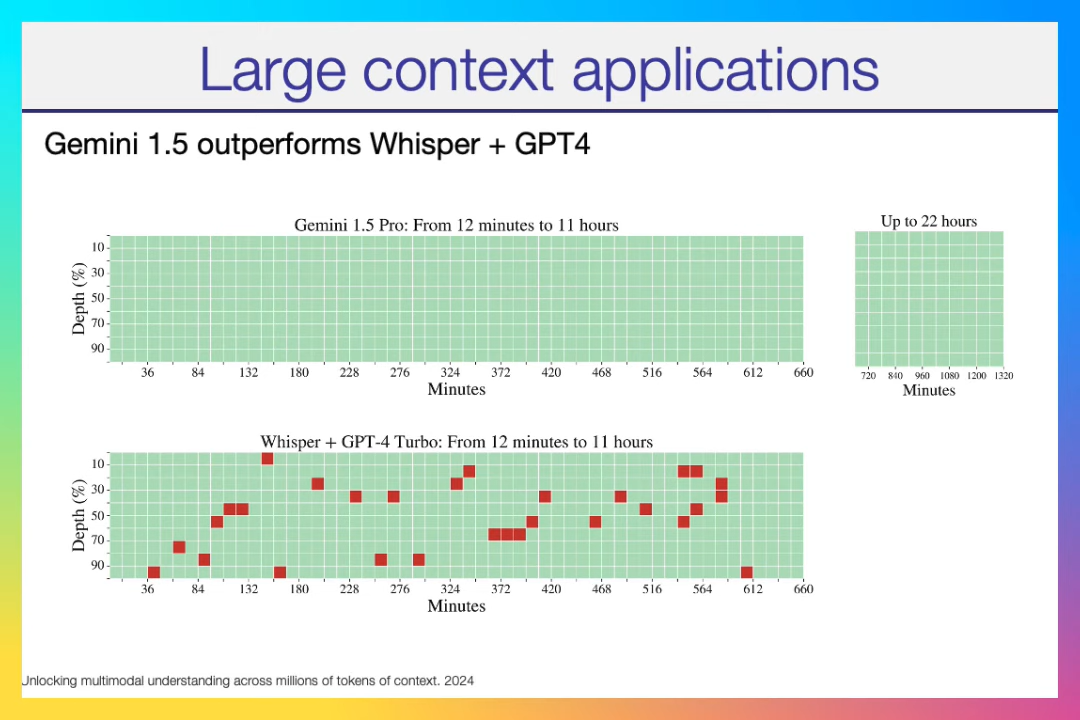 Large context applications
Gemini 1.5 outperforms Whisper + GPT4
Gemini 1.5 Pro: From 12 minutes to 11 hours
Depth (%)
10
30
50
70
90
36 84 132 180 228 276 324 372 420 468 516 564 612 660
Minutes
Up to 22 hours
720 840 960 1080 1200 1320
Minutes
Whisper + GPT-4 Turbo: From 12 minutes to 11 hours
Depth (%)
10
30
50
70
90
36 84 132 180 228 276 324 372 420 468 516 564 612 660
Minutes
Unlocking multimodal understanding across millions of tokens of context. 2024